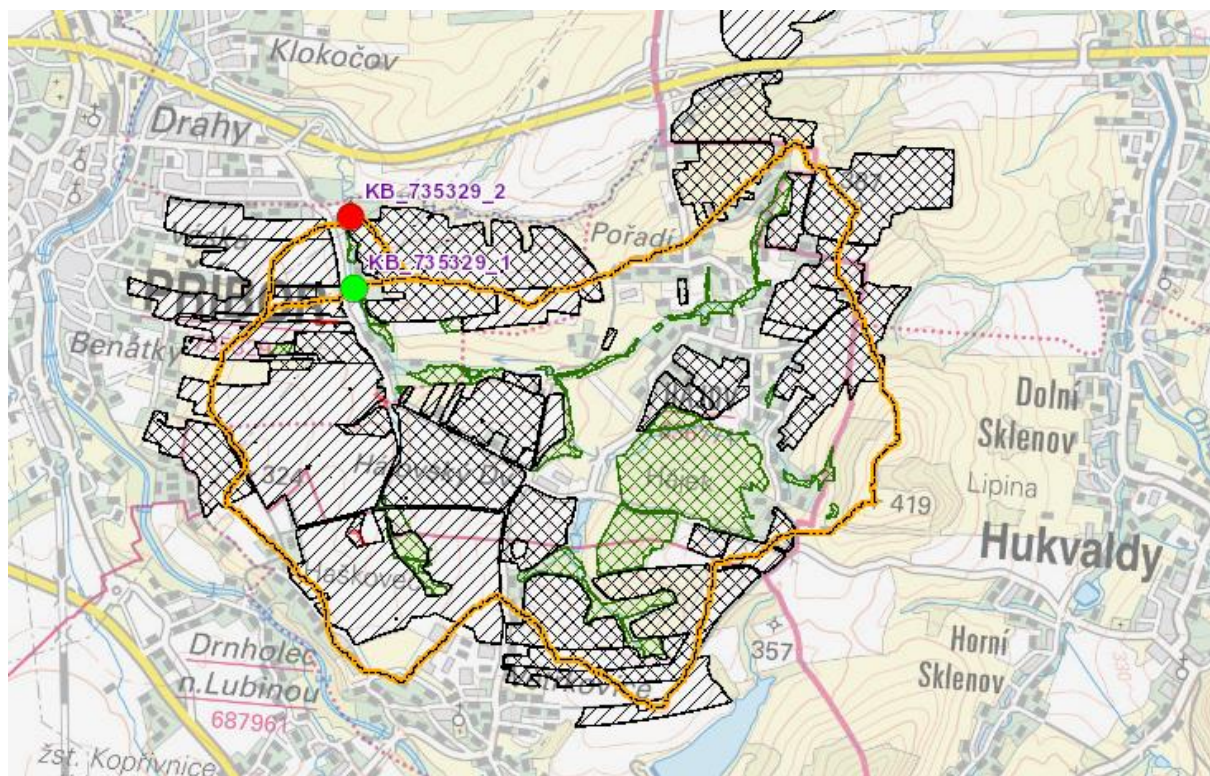 Klokočov
Drahy
KB_735329_2
Pořadí
KB_735329_1
Benátky
Dolní
Sklenov
324
Hájek
Lipina
419
Hukvaldy
Drnholec
n.Lubinou
687961
357
Horní
Sklenov
žst. Kopřivnice